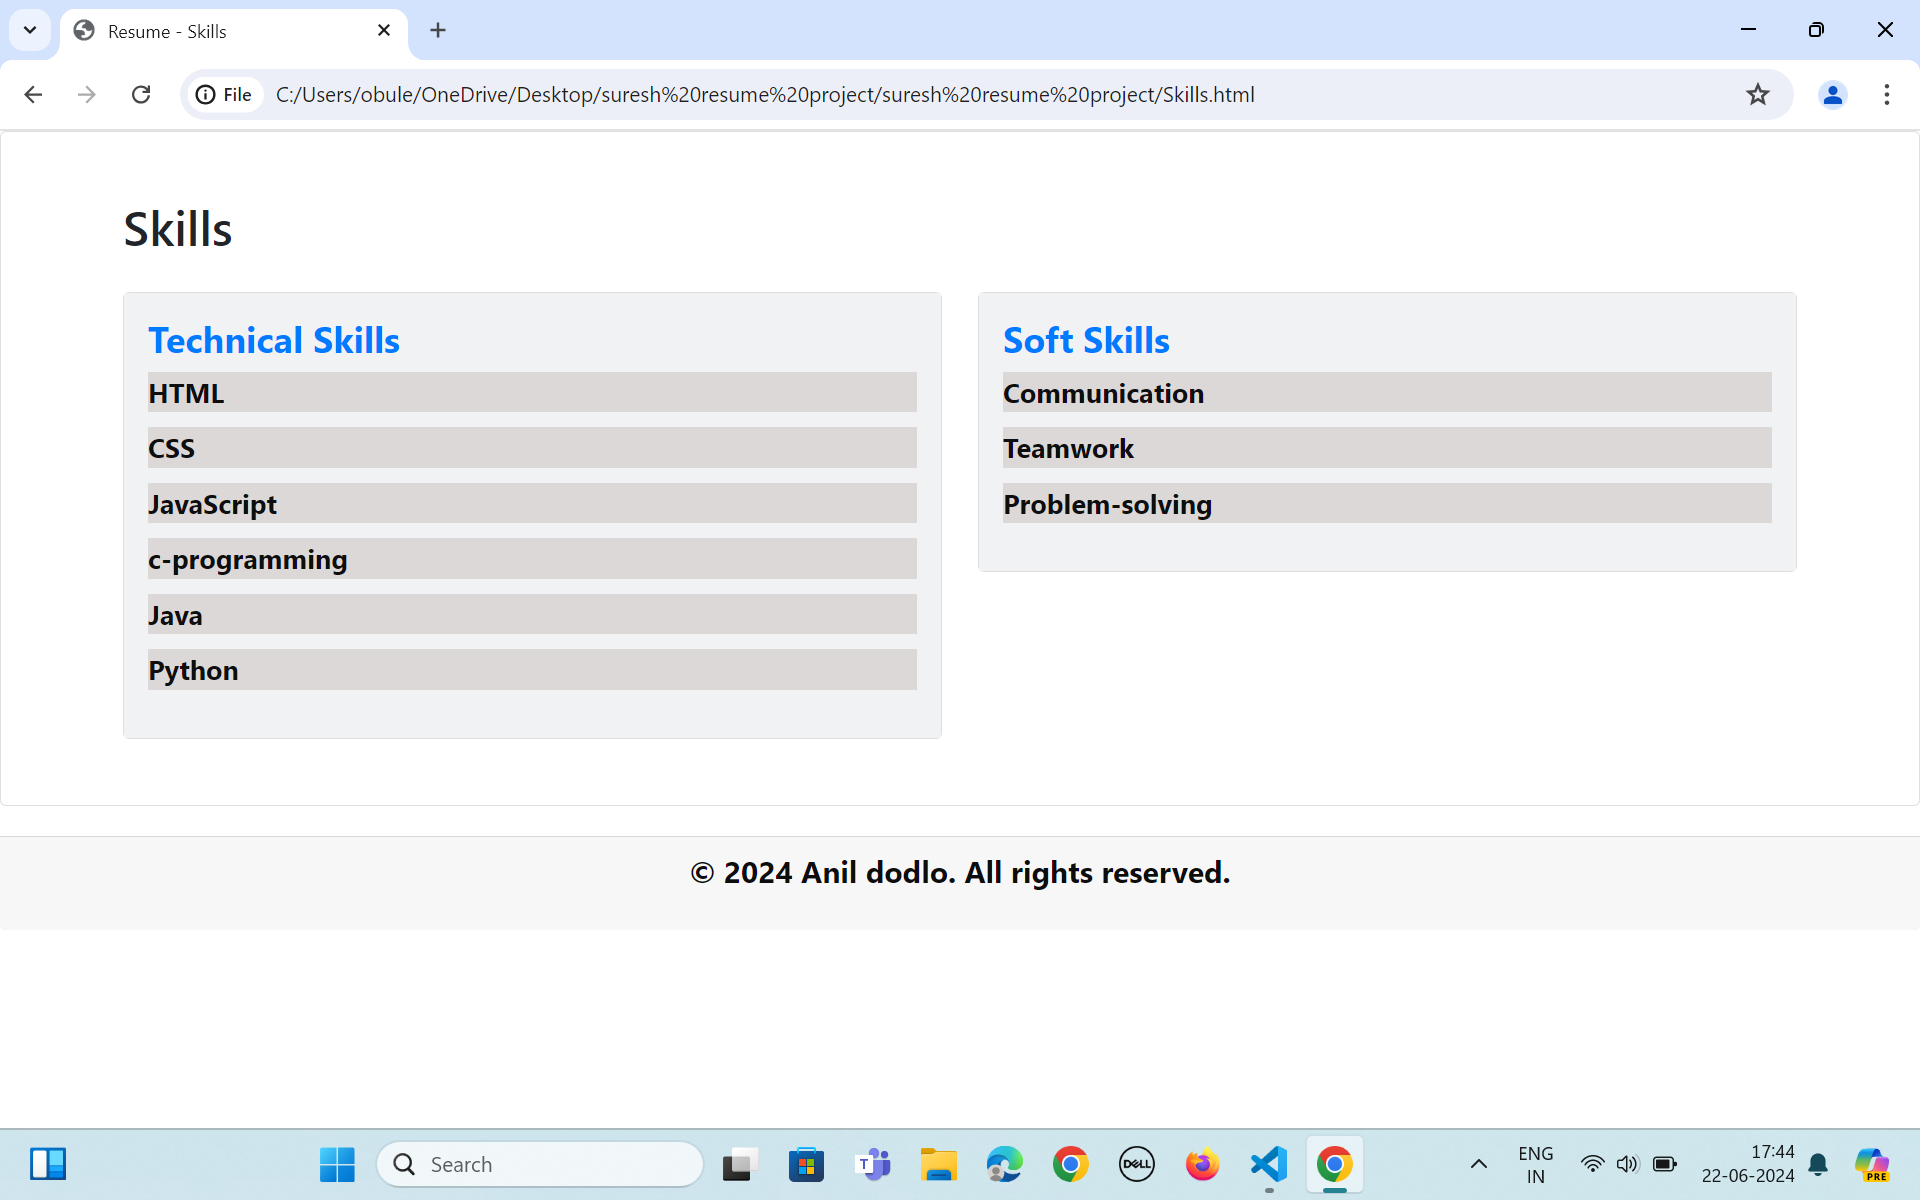 Resume - Skills
File C:/Users/obule/OneDrive/Desktop/suresh%20resume%20project/suresh%20resume%20project/Skills.html
Skills
Technical Skills
HTML
CSS
JavaScript
c-programming
Java
Python
Soft Skills
Communication
Teamwork
Problem-solving
© 2024 Anil dodlo. All rights reserved.
Search
T
DELL
ENG
IN
17:44
22-06-2024
PRE